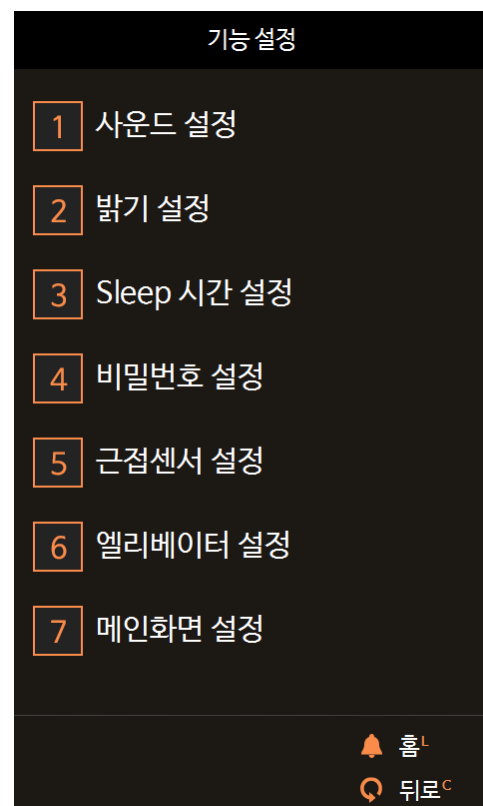 기능 설정
1 사운드 설정
2 밝기 설정
3 Sleep 시간 설정
4 비밀번호 설정
5 근접센서 설정
6 엘리베이터 설정
7 메인화면 설정
홈L
뒤로C